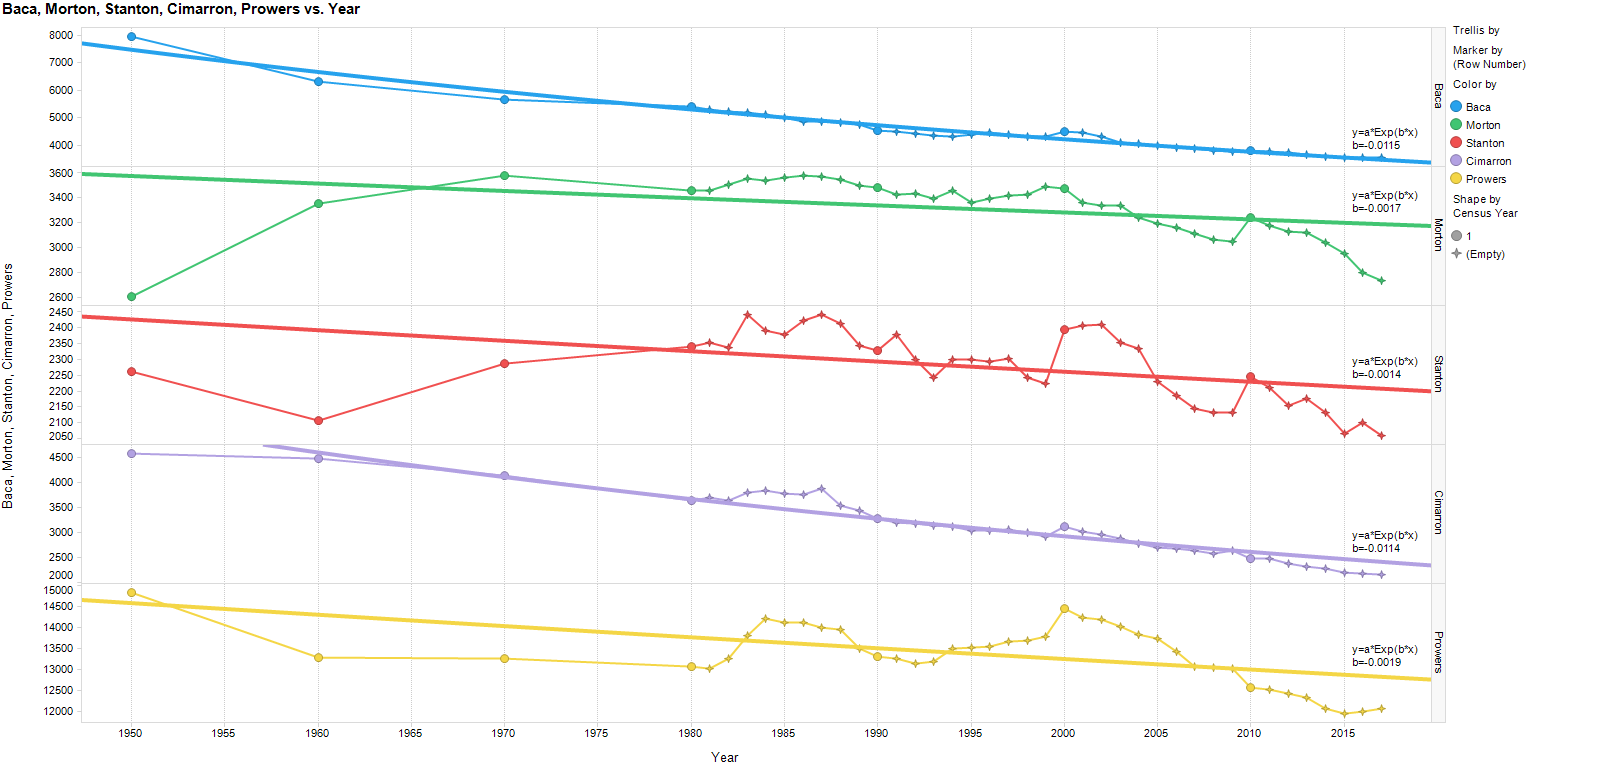 Baca, Morton, Stanton, Cimarron, Prowers vs. Year
Baca, Morton, Stanton, Cimarron, Prowers
8000
7000
6000
5000
4000
y=a*Exp(b*x)
b=-0.0115
Baca
3600
3400
3200
3000
2800
2600
y=a*Exp(b*x)
b=-0.0017
Morton
2450
2400
2350
2300
2250
2200
2150
2100
2050
y=a*Exp(b*x)
b=-0.0014
Stanton
4500
4000
3500
3000
2500
2000
y=a*Exp(b*x)
b=-0.0114
Cimarron
15000
14500
14000
13500
13000
12500
12000
y=a*Exp(b*x)
b=-0.0019
Prowers
1950 1955 1960 1965 1970 1975 1980 1985 1990 1995 2000 2005 2010 2015
Year
Trellis by
Marker by
(Row Number)
Color by
Baca
Morton
Stanton
Cimarron
Prowers
Shape by
Census Year
1
(Empty)